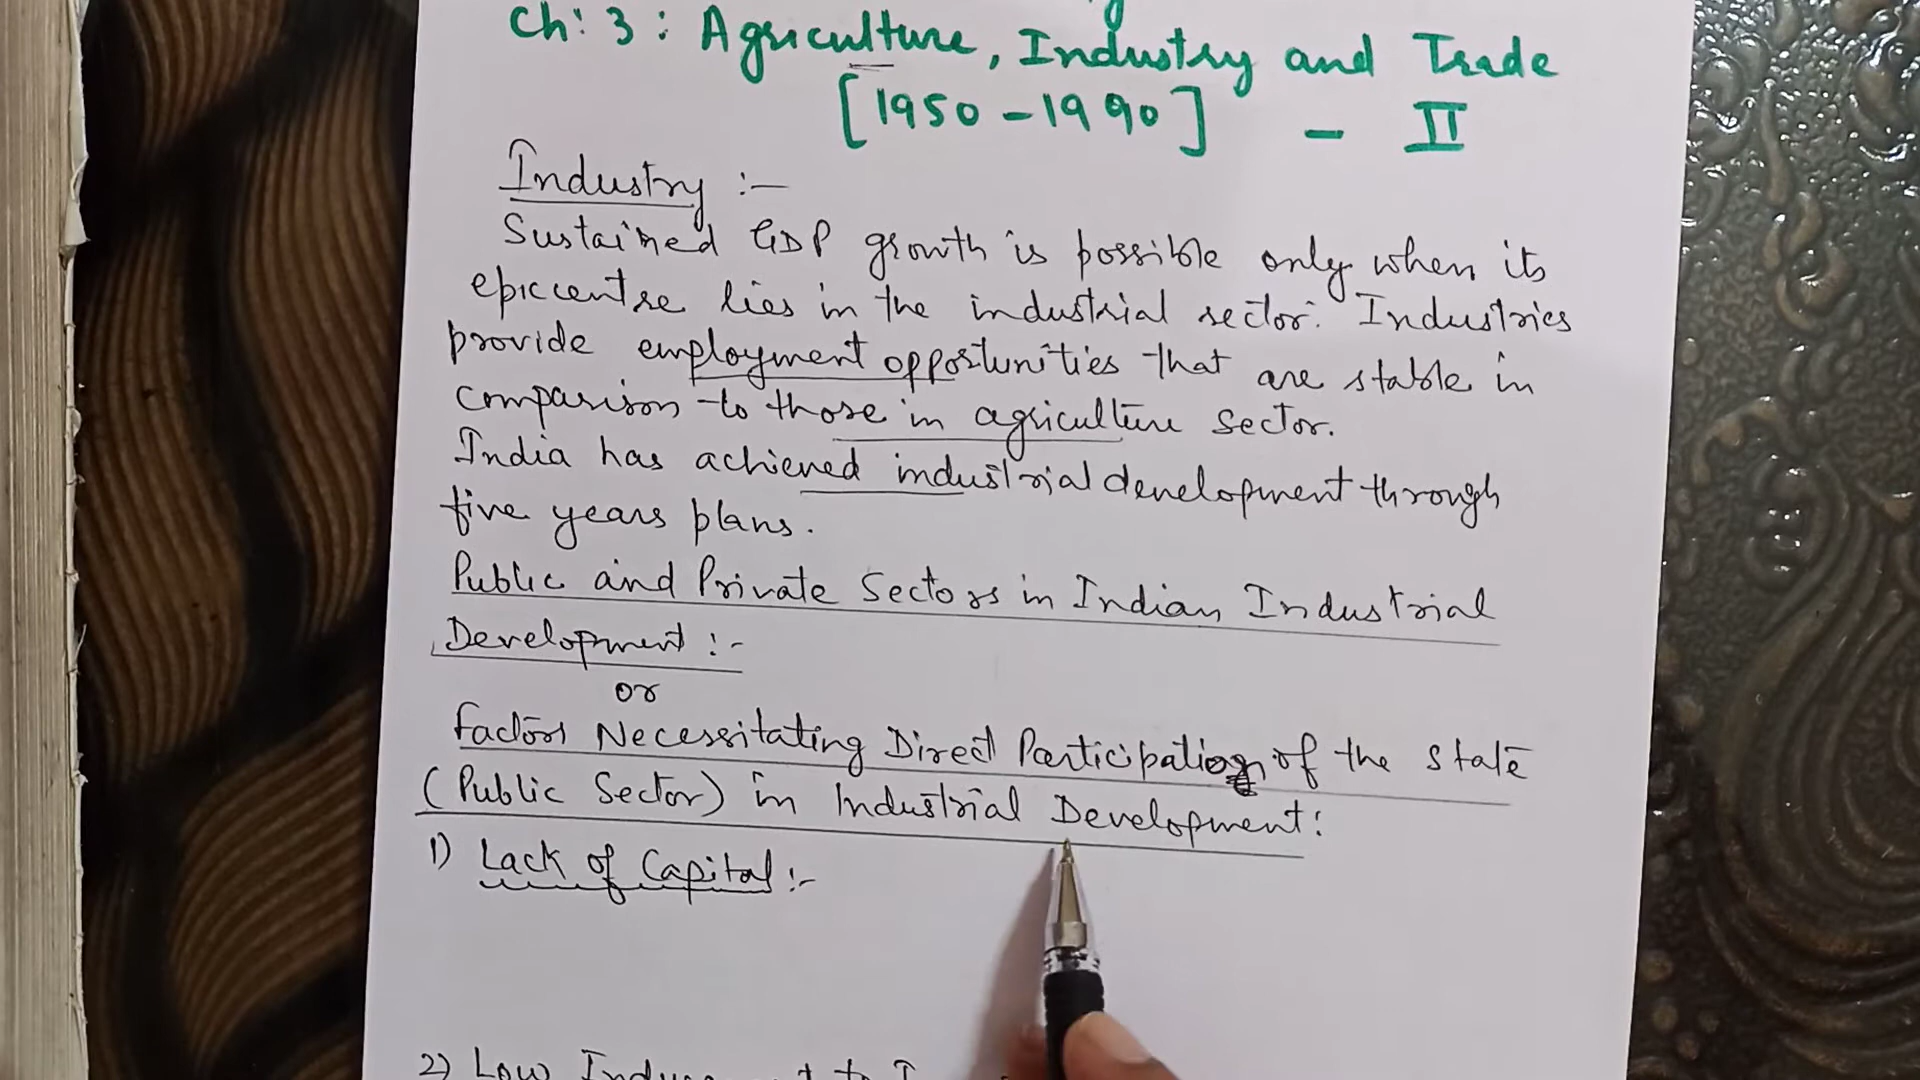 Ch: 3: Agriculture, Industry and Trade
[1950-1990] - II
Industry :-
Sustained GDP growth is possible only when its
epiccentre lies in the industrial sector. Industries
provide employment opportunities that are stable in
comparison to those in agriculture sector.
India has achieved industrial development through
five years plans.
Public and Private Sectors in Indian Industrial
Development :-
or
Factors Necessitating Direct Participation of the state
(Public Sector) in Industrial Development:
1) Lack of Capital :-
2) Low